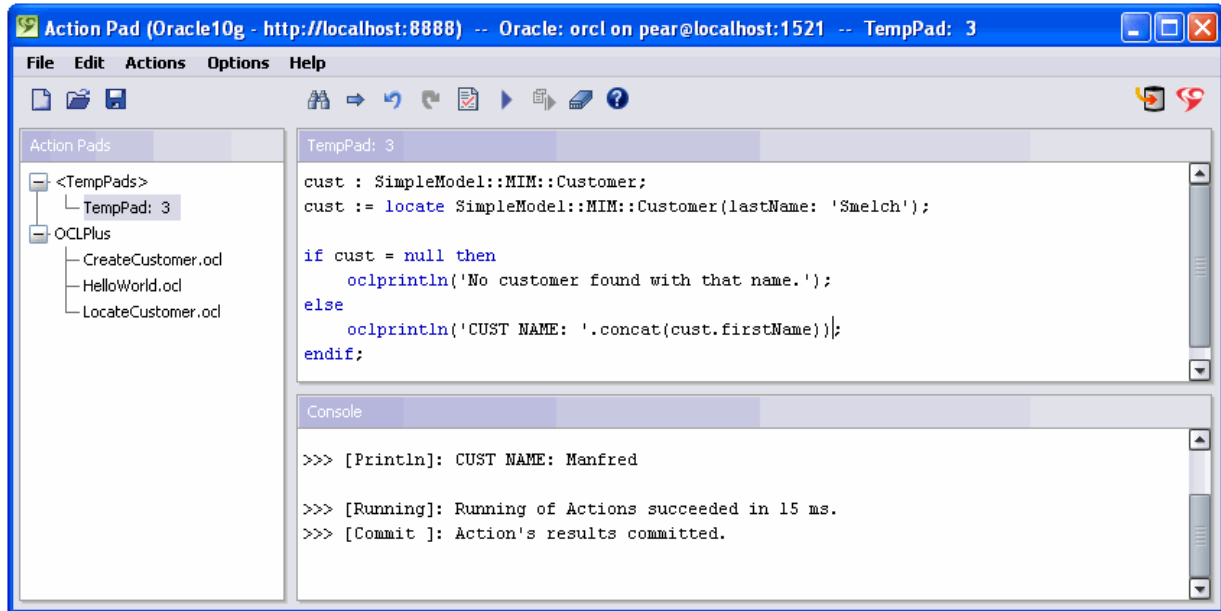 Action Pad (Oracle10g - http://localhost:8888) -- Oracle: orcl on pear@localhost:1521 -- TempPad: 3
File Edit Actions Options Help
Action Pads
<TempPads>
TempPad: 3
OCLPlus
CreateCustomer.ocl
HelloWorld.ocl
LocateCustomer.ocl
TempPad: 3
cust : SimpleModel::MIM::Customer;
cust := locate SimpleModel::MIM::Customer(lastName: 'Smelch');
if cust = null then
oclprintln('No customer found with that name.');
else
oclprintln('CUST NAME: '.concat(cust.firstName));
endif;
Console
>>> [Println]: CUST NAME: Manfred
>>> [Running]: Running of Actions succeeded in 15 ms.
>>> [Commit ]: Action's results committed.